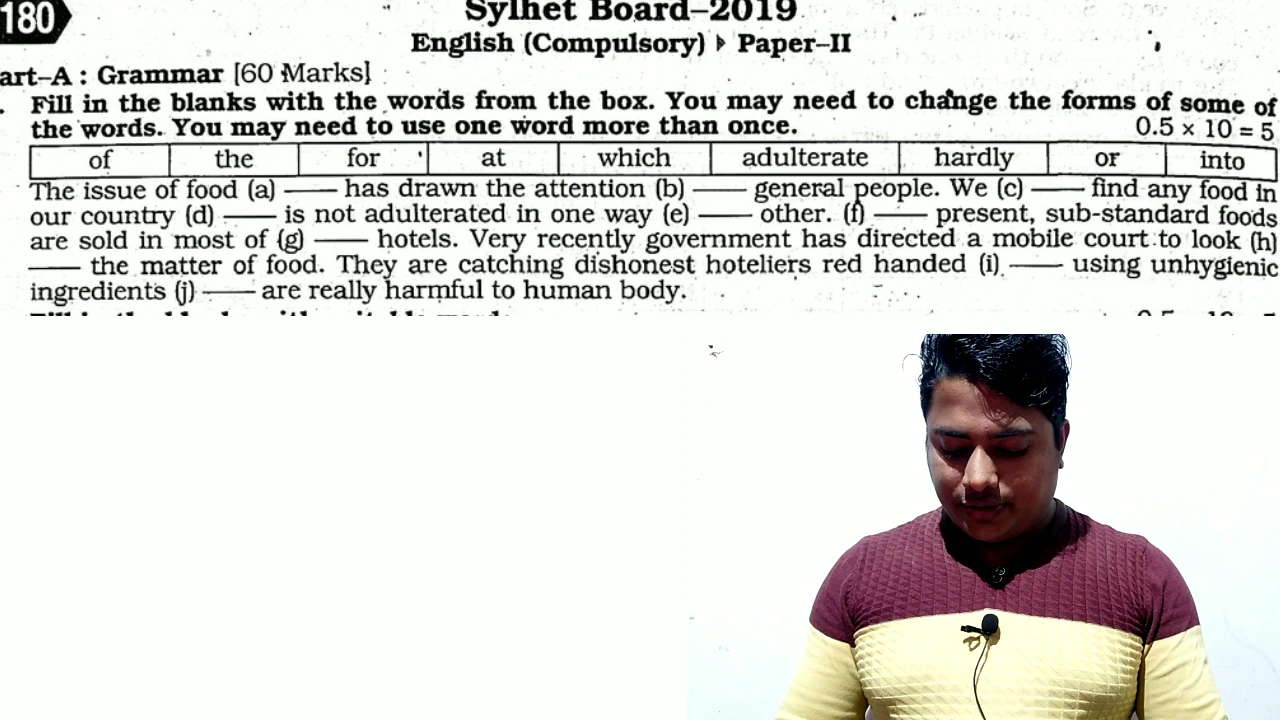 180
Sylhet Board–2019
English (Compulsory) ▸ Paper–II
art–A : Grammar [60 Marks]
. Fill in the blanks with the words from the box. You may need to change the forms of some of
the words. You may need to use one word more than once. 0.5 × 10 = 5
of the for at which adulterate hardly or into
The issue of food (a) —— has drawn the attention (b) —— general people. We (c) —— find any food in
our country (d) —— is not adulterated in one way (e) —— other. (f) —— present, sub-standard foods
are sold in most of (g) —— hotels. Very recently government has directed a mobile court to look (h)
—— the matter of food. They are catching dishonest hoteliers red handed (i) —— using unhygienic
ingredients (j) —— are really harmful to human body.